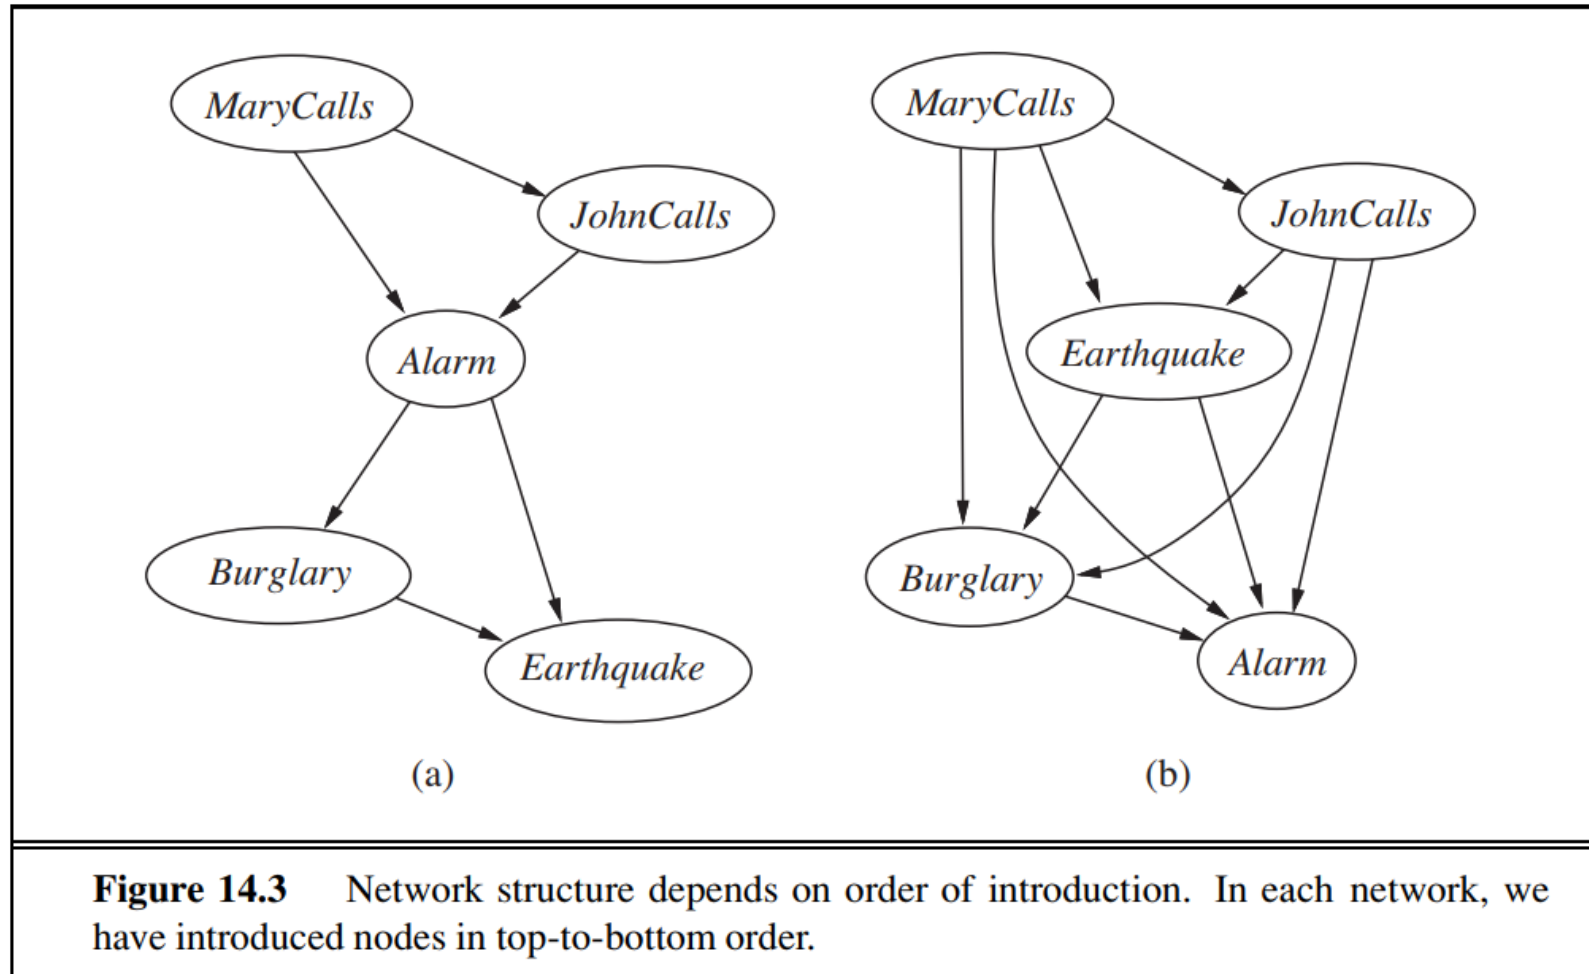 MaryCalls
JohnCalls
Alarm
Burglary
Earthquake
(a)
MaryCalls
JohnCalls
Earthquake
Burglary
Alarm
(b)
Figure 14.3 Network structure depends on order of introduction. In each network, we
have introduced nodes in top-to-bottom order.